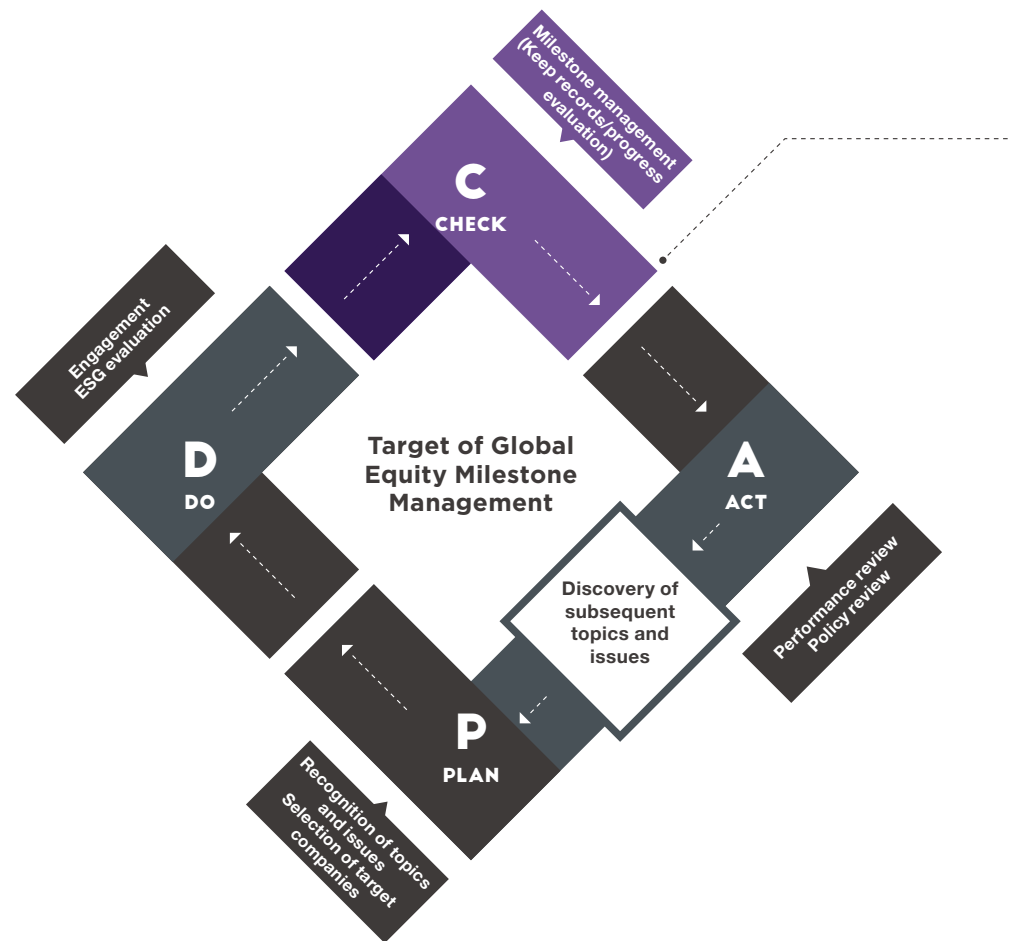 Milestone management
(Keep records/progress
evaluation)
C
CHECK
Engagement
ESG evaluation
D
DO
Target of Global
Equity Milestone
Management
A
ACT
Performance review
Policy review
Discovery of
subsequent
topics and
issues
P
PLAN
Recognition of topics
and issues
Selection of target
companies